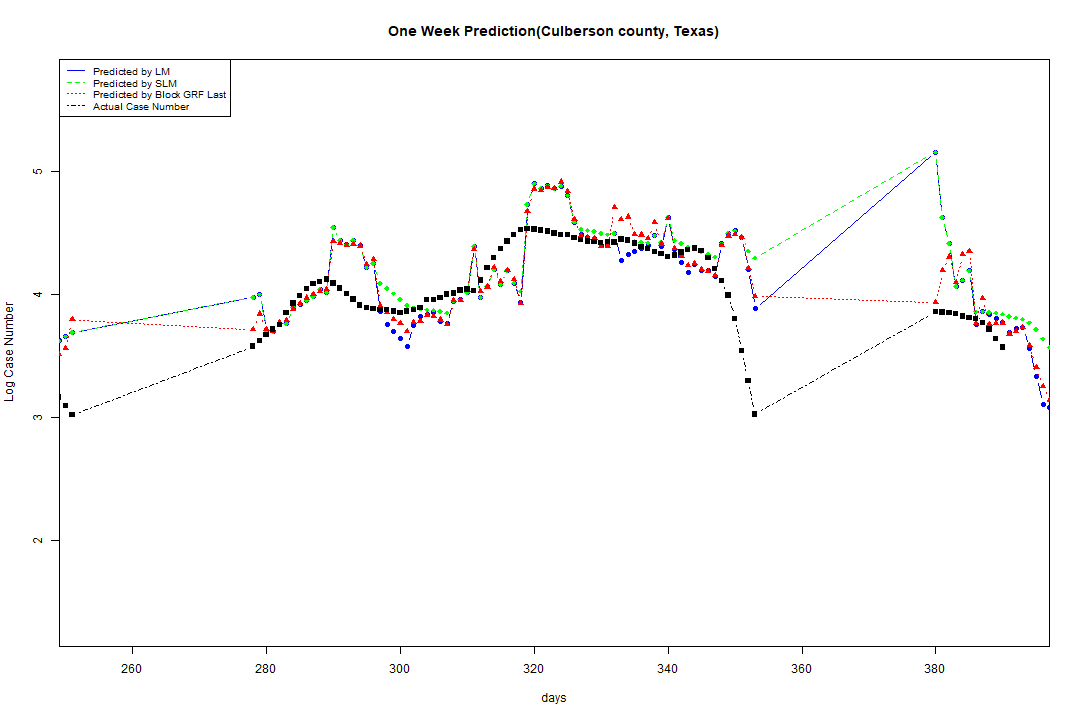 One Week Prediction(Culberson county, Texas)
Predicted by LM
Predicted by SLM
Predicted by Block GRF Last
Actual Case Number
5
4
3
2
Log Case Number
260 280 300 320 340 360 380
days